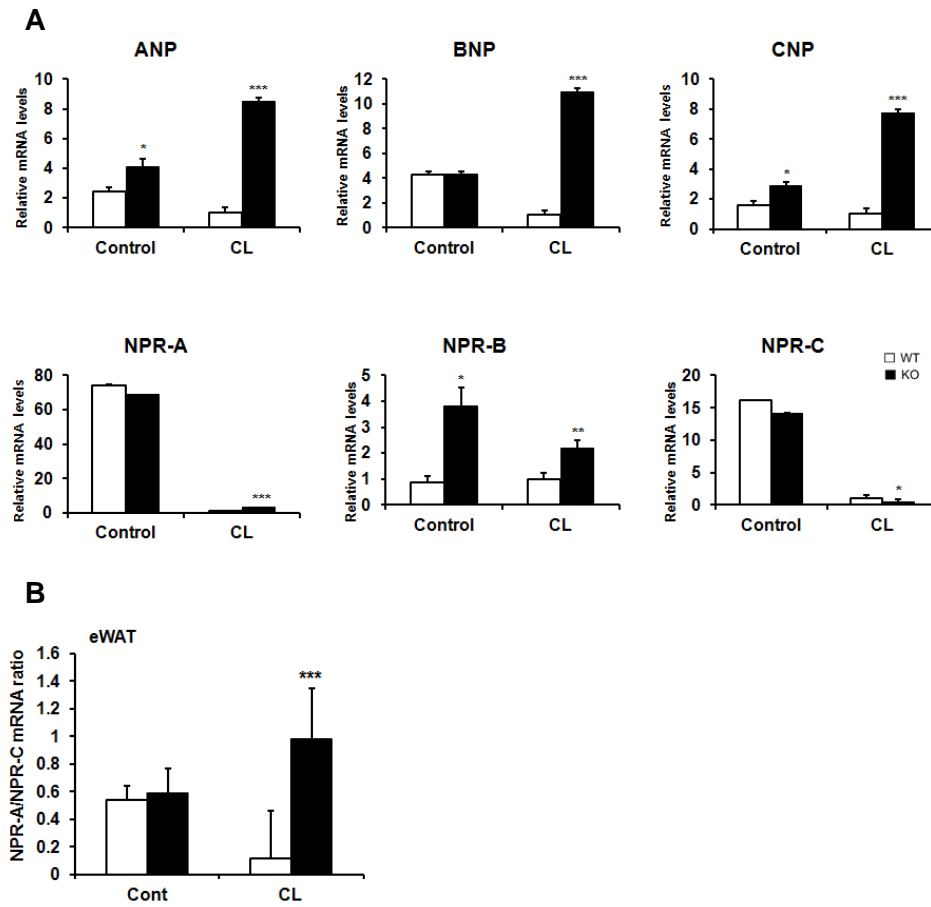 A
ANP
Relative mRNA levels
10
8
6
4
2
0
*
***
Control
CL
BNP
Relative mRNA levels
12
10
8
6
4
2
0
***
Control
CL
CNP
Relative mRNA levels
10
8
6
4
2
0
*
***
Control
CL
NPR-A
Relative mRNA levels
80
60
40
20
0
***
Control
CL
NPR-B
Relative mRNA levels
5
4
3
2
1
0
*
**
Control
CL
NPR-C
Relative mRNA levels
20
15
10
5
0
*
Control
CL
WT
KO
B
eWAT
NPR-A/NPR-C mRNA ratio
1.6
1.4
1.2
1
0.8
0.6
0.4
0.2
0
***
Cont
CL